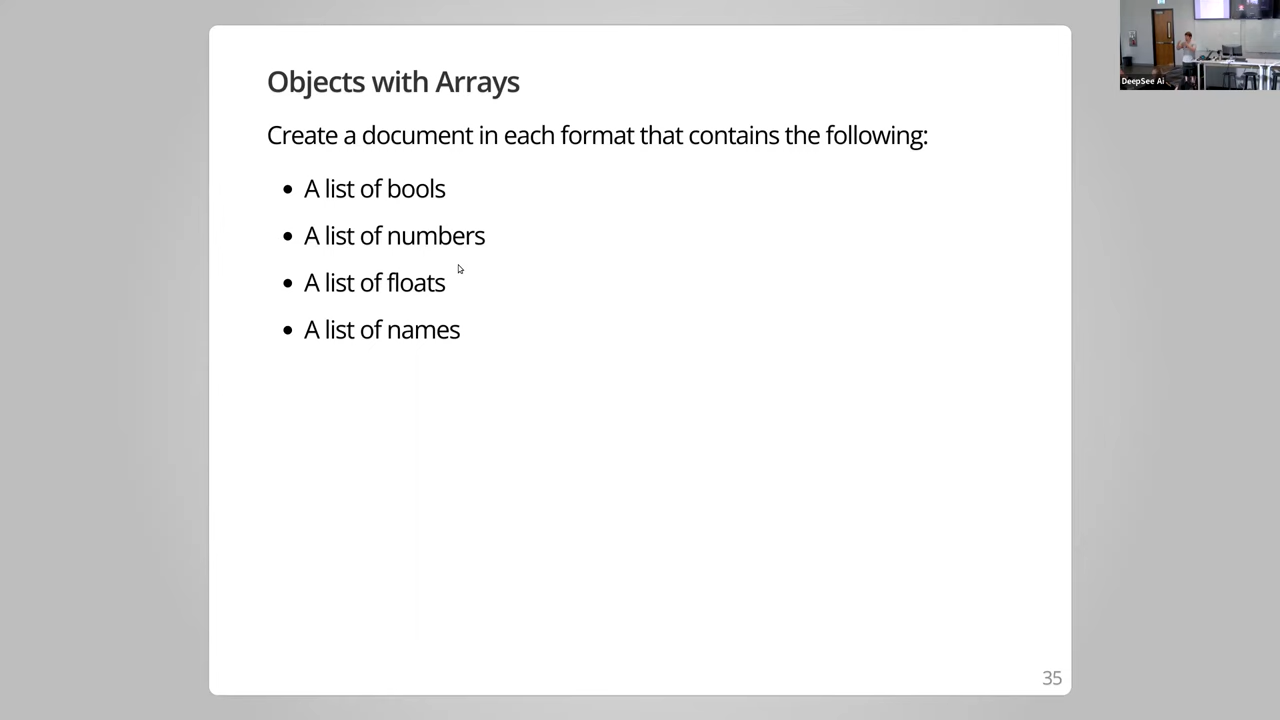 Objects with Arrays
Create a document in each format that contains the following:
• A list of bools
• A list of numbers
• A list of floats
• A list of names
35
DeepSee Ai